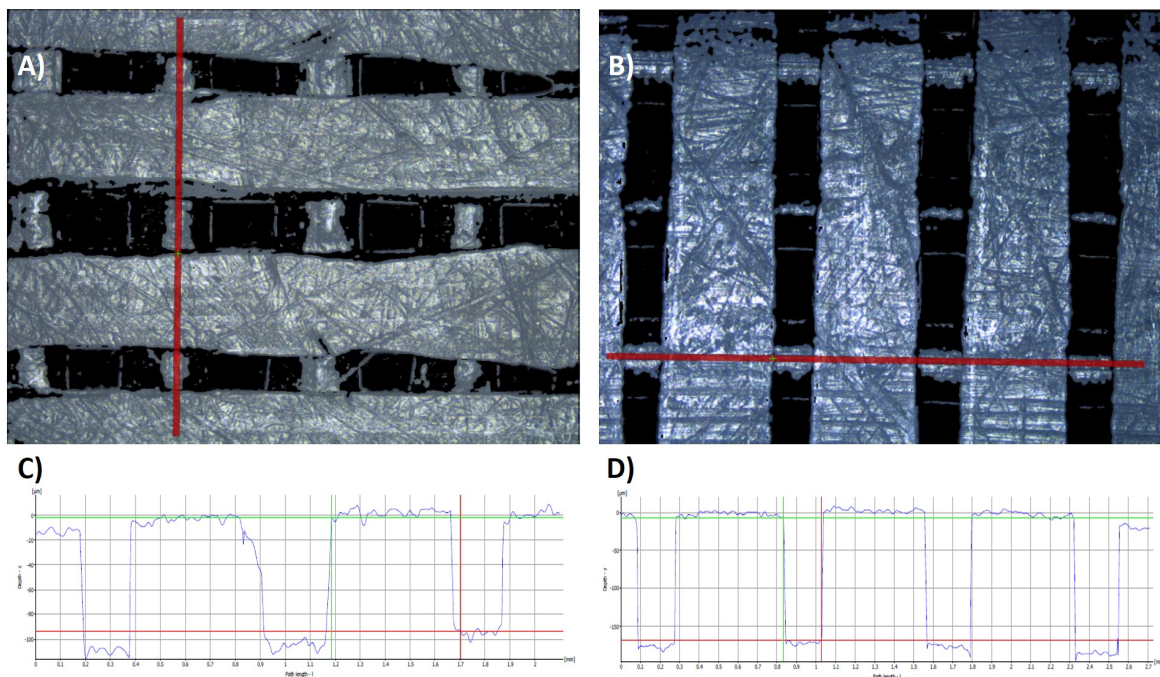 A)
B)
C)
[µm]
0
-20
-40
-60
-80
-100
Depth - z
0 0.1 0.2 0.3 0.4 0.5 0.6 0.7 0.8 0.9 1 1.1 1.2 1.3 1.4 1.5 1.6 1.7 1.8 1.9 2 [mm]
Path length - l
D)
[µm]
0
-50
-100
-150
Depth - z
0 0.1 0.2 0.3 0.4 0.5 0.6 0.7 0.8 0.9 1 1.1 1.2 1.3 1.4 1.5 1.6 1.7 1.8 1.9 2 2.1 2.2 2.3 2.4 2.5 2.6 2.7
Path length - l